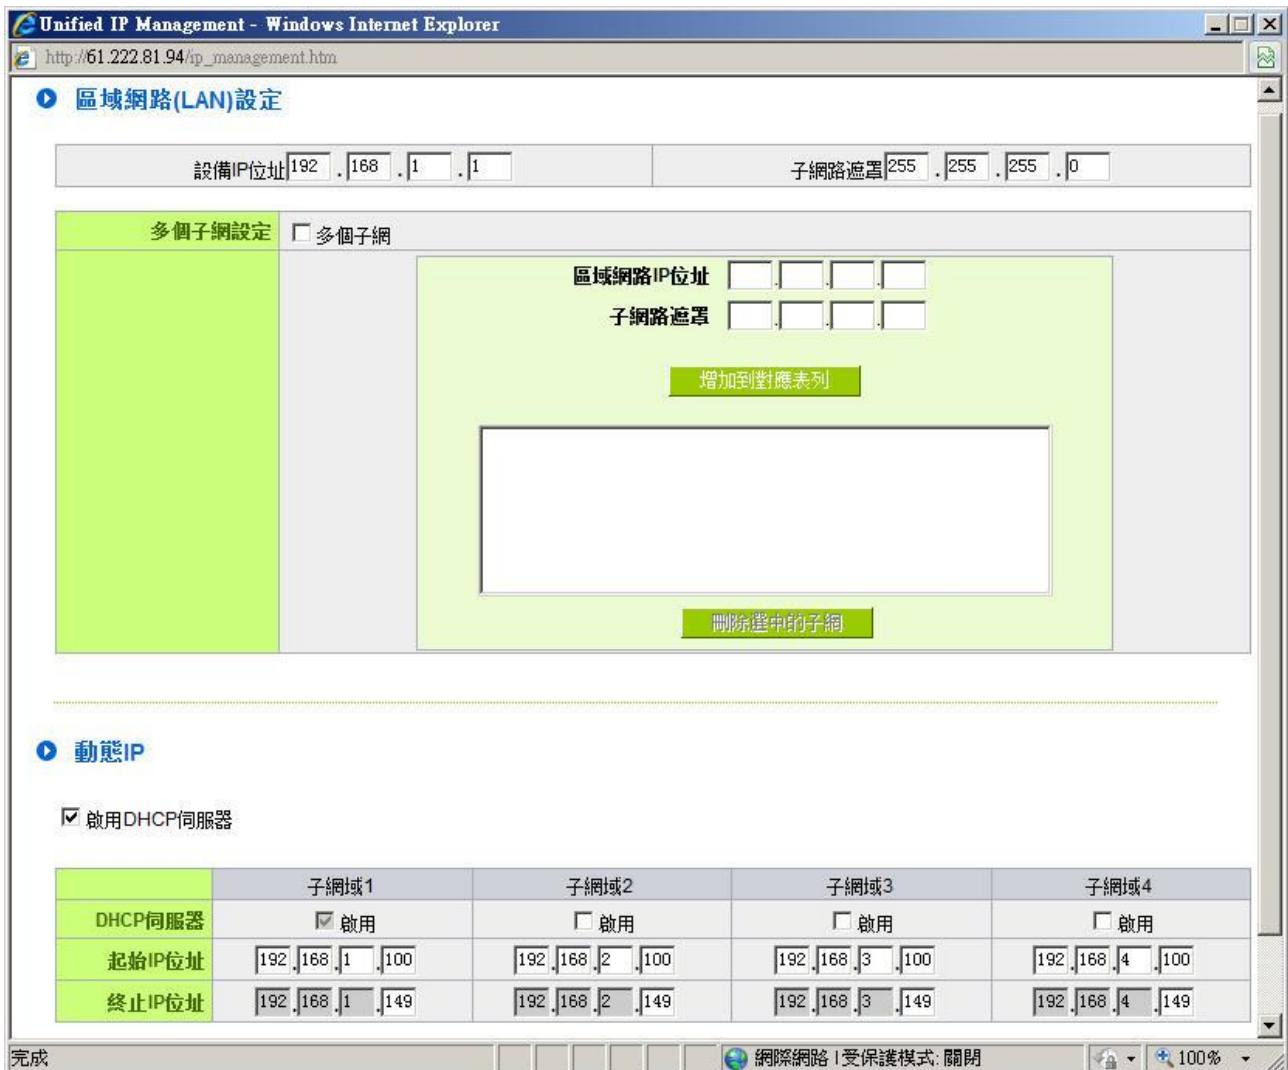 Unified IP Management - Windows Internet Explorer
http://61.222.81.94/ip_management.htm
區域網路(LAN)設定
設備IP位址 192 . 168 . 1 . 1 子網路遮罩 255 . 255 . 255 . 0
多個子網設定 多個子網
區域網路IP位址 . . .
子網路遮罩 . . .
增加到對應表列
刪除選中的子網
動態IP
啟用DHCP伺服器
子網域1 子網域2 子網域3 子網域4
DHCP伺服器 啟用 啟用 啟用 啟用
起始IP位址 192 .168 .1 .100 192 .168 .2 .100 192 .168 .3 .100 192 .168 .4 .100
終止IP位址 192 .168 .1 .149 192 .168 .2 .149 192 .168 .3 .149 192 .168 .4 .149
完成 網際網路 | 受保護模式: 關閉 100%